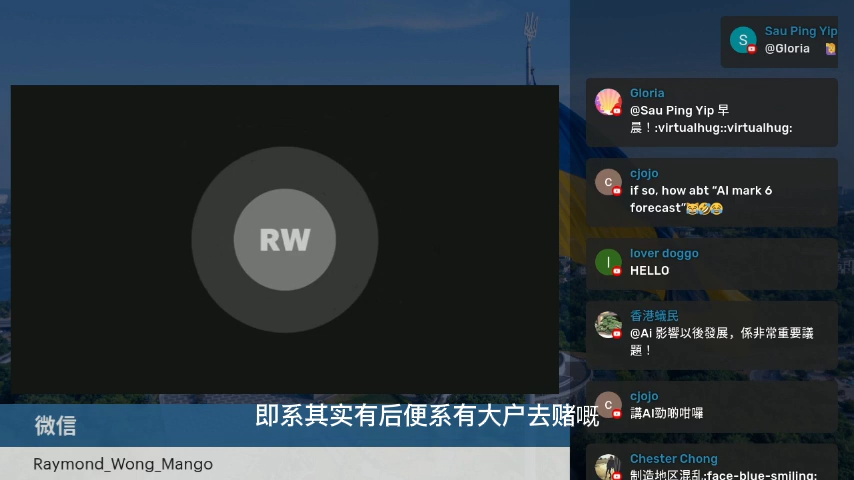 Sau Ping Yip
@Gloria
Gloria
@Sau Ping Yip 早
晨！:virtualhug::virtualhug:
cjojo
if so, how abt "AI mark 6
forecast"
lover doggo
HELLO
香港蟻民
@Ai 影響以後發展，係非常重要議
題！
cjojo
講AI勁啲咁囉
Chester Chong
制造地区混乱:face-blue-smiling:
S
C
l
C
RW
即系其实有后便系有大户去赌嘅
微信
Raymond_Wong_Mango